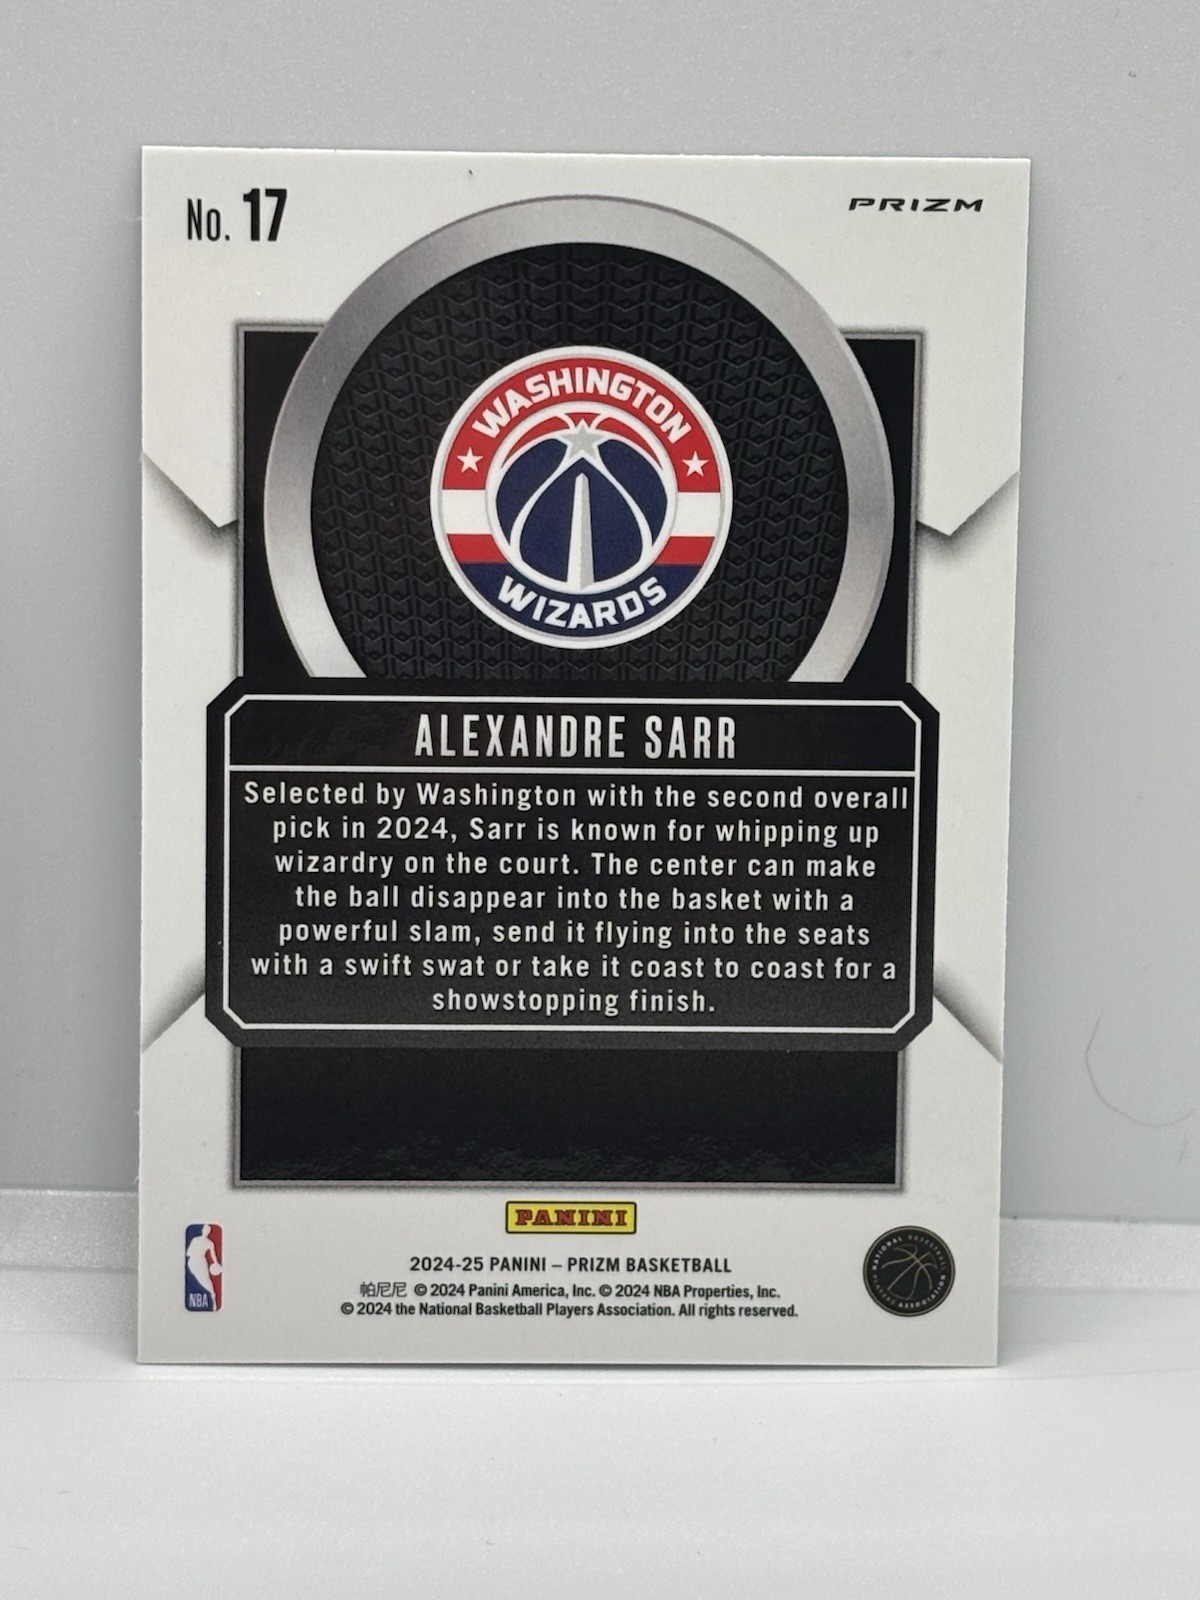 No. 17
PRIZM
WASHINGTON
WIZARDS
ALEXANDRE SARR
Selected by Washington with the second overall
pick in 2024, Sarr is known for whipping up
wizardry on the court. The center can make
the ball disappear into the basket with a
powerful slam, send it flying into the seats
with a swift swat or take it coast to coast for a
showstopping finish.
PANINI
2024-25 PANINI – PRIZM BASKETBALL
帕尼尼 © 2024 Panini America, Inc. © 2024 NBA Properties, Inc.
© 2024 the National Basketball Players Association. All rights reserved.
NBA
NATIONAL BASKETBALL
PLAYERS ASSOCIATION